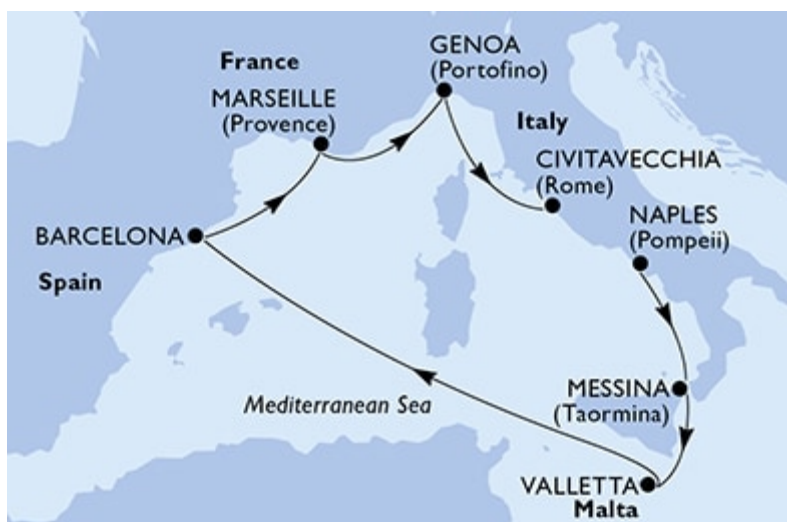 GENOA
(Portofino)
France
MARSEILLE
(Provence)
Italy
CIVITAVECCHIA
(Rome)
NAPLES
(Pompeii)
BARCELONA
Spain
MESSINA
(Taormina)
Mediterranean Sea
VALLETTA
Malta